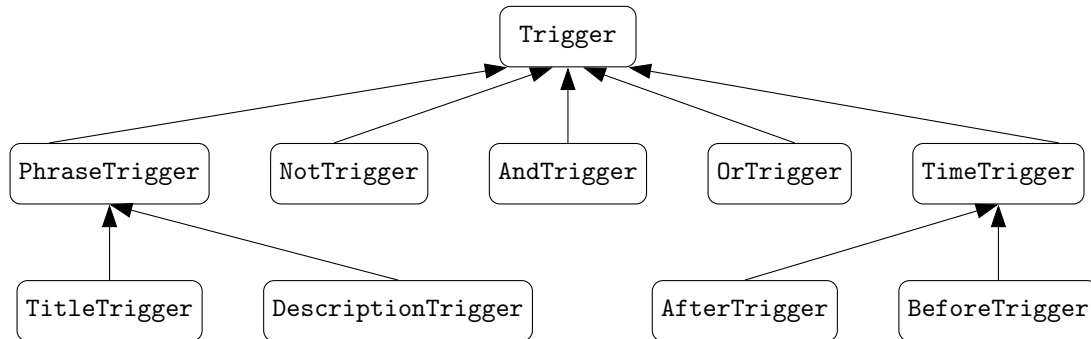 Trigger
PhraseTrigger NotTrigger AndTrigger OrTrigger TimeTrigger
TitleTrigger DescriptionTrigger AfterTrigger BeforeTrigger